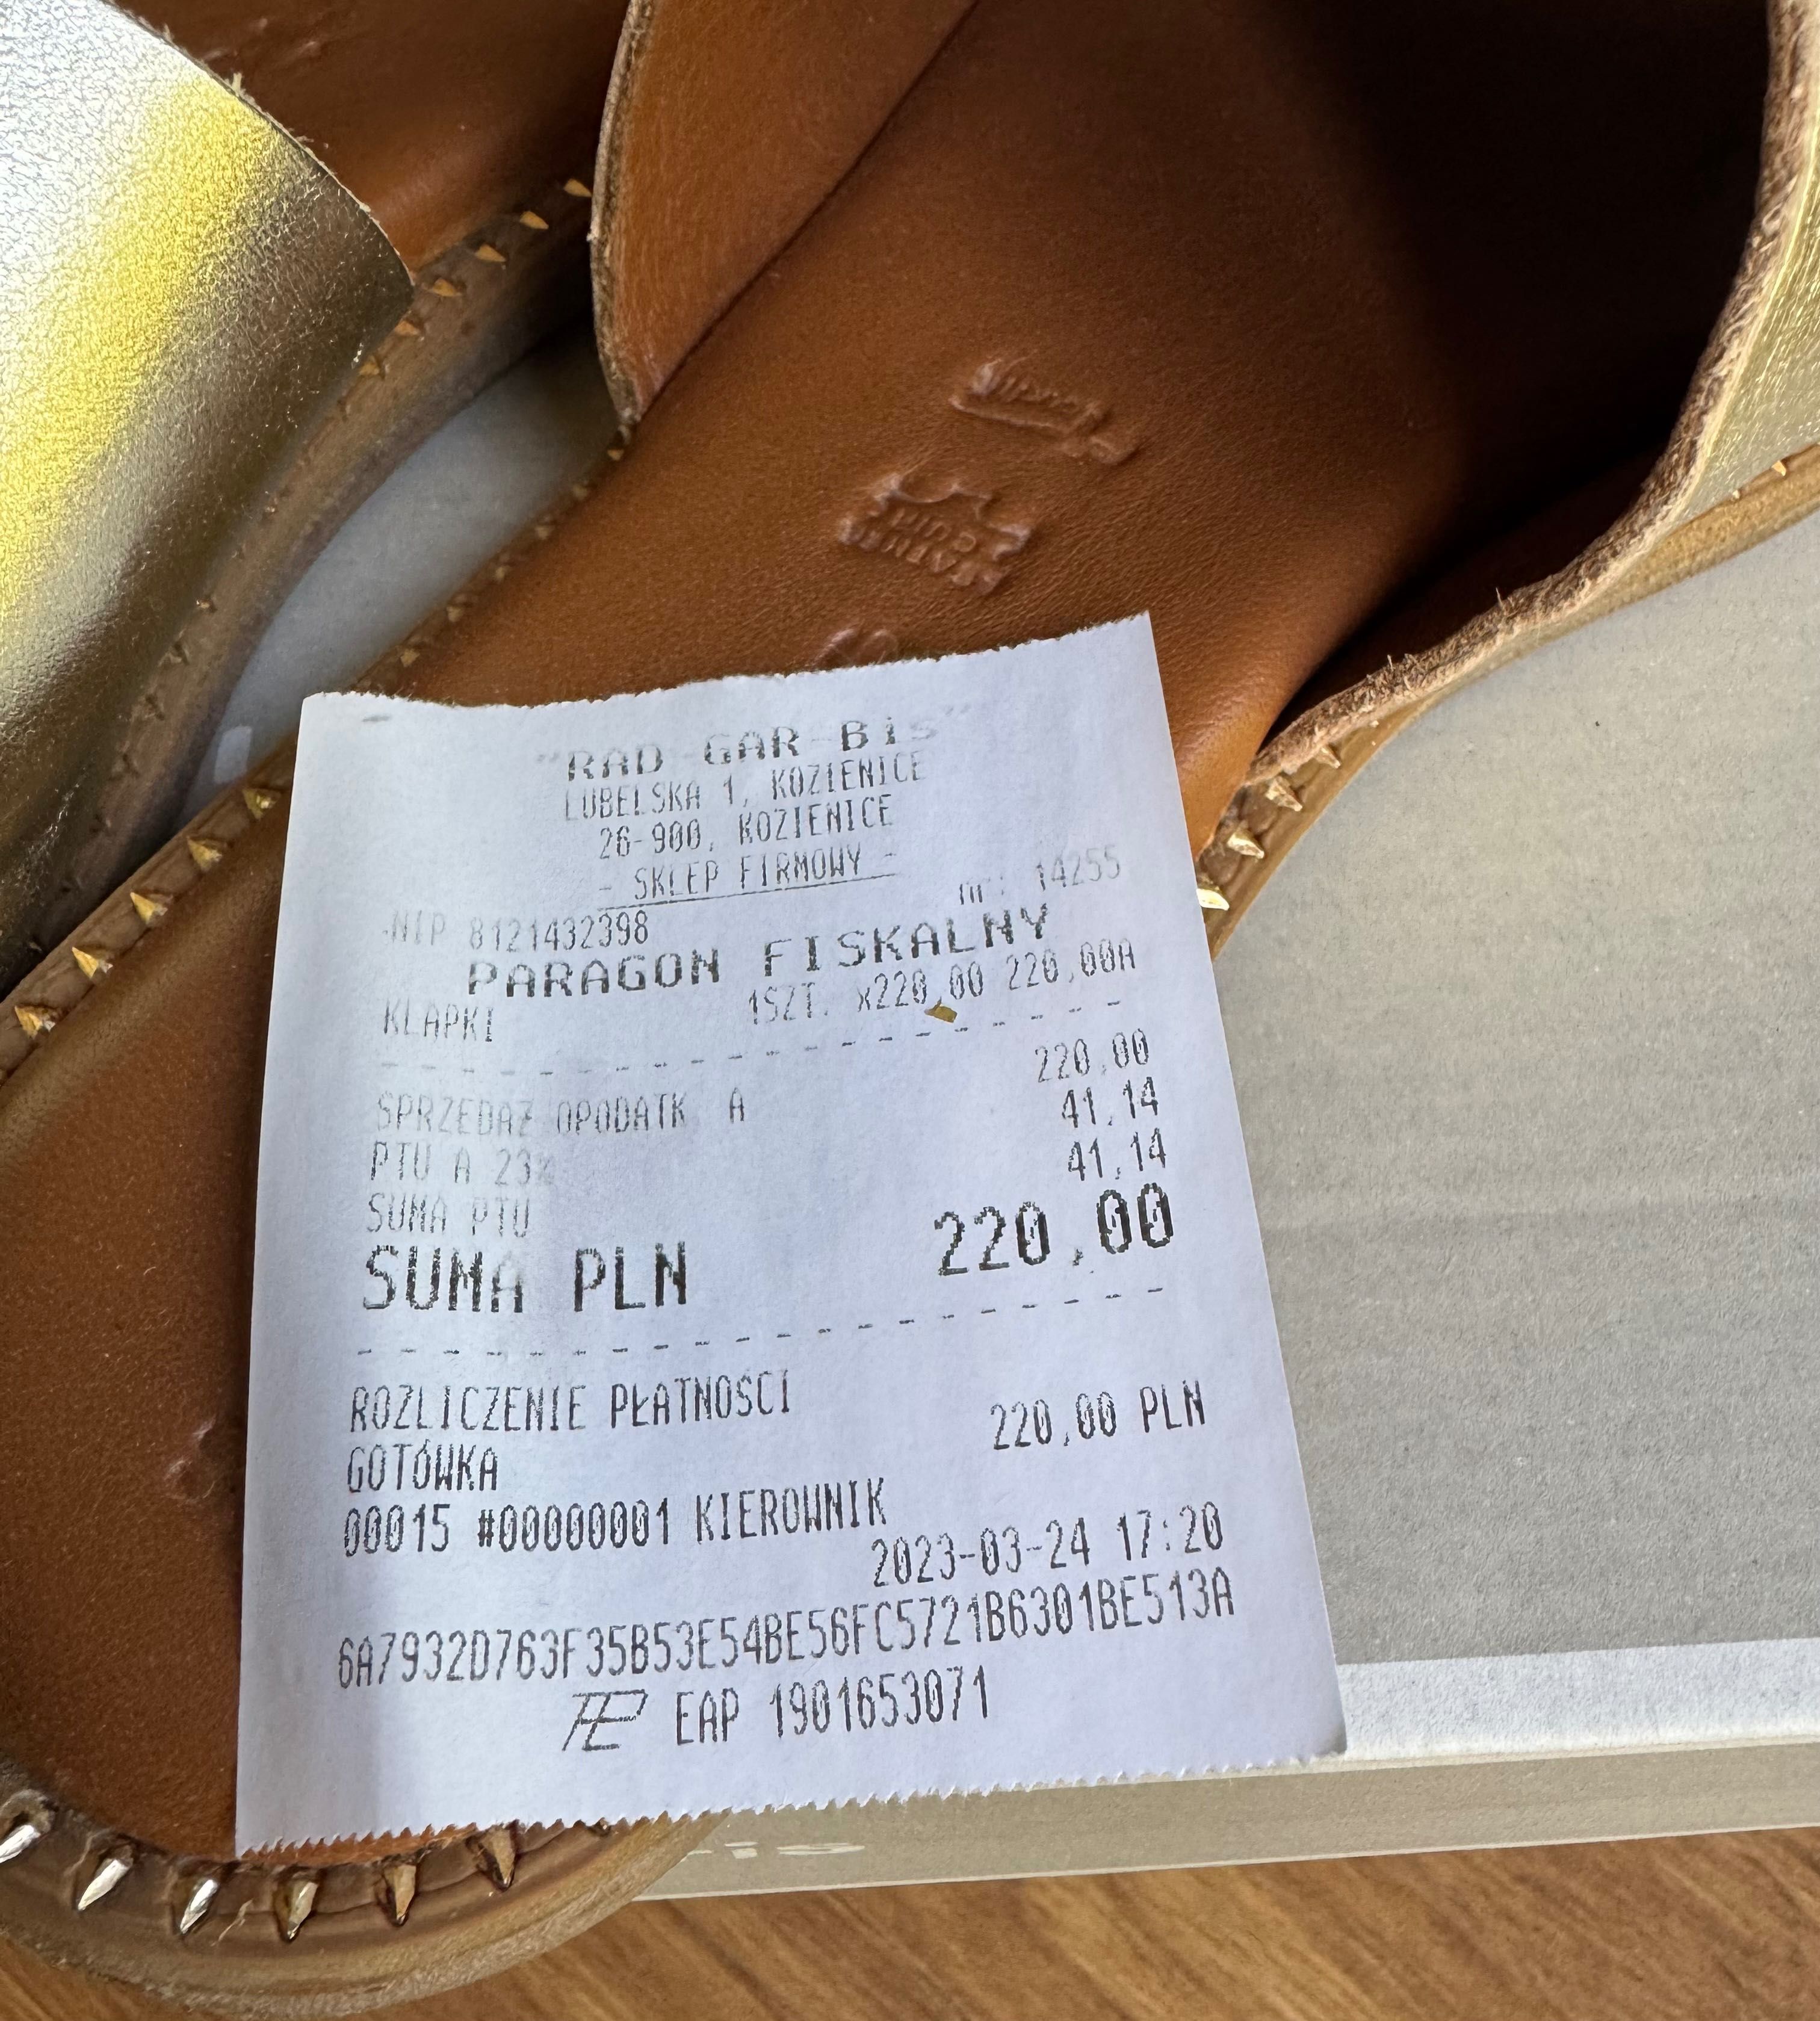 "RAD-GAR-Bis"
LUBELSKA 1, KOZIENICE
26-900, KOZIENICE
- SKLEP FIRMOWY -
NIP 8121432398 nr: 14255
PARAGON FISKALNY
KLAPKI 1SZT. x220,00 220,00A
SPRZEDAŻ OPODATK. A 220,00
PTU A 23% 41,14
SUMA PTU 41,14
SUMA PLN 220,00
ROZLICZENIE PŁATNOŚCI
GOTÓWKA 220,00 PLN
00015 #00000001 KIEROWNIK
2023-03-24 17:20
6A7932D763F35B53E54BE56FC5721B6301BE513A
EAP 1901653071